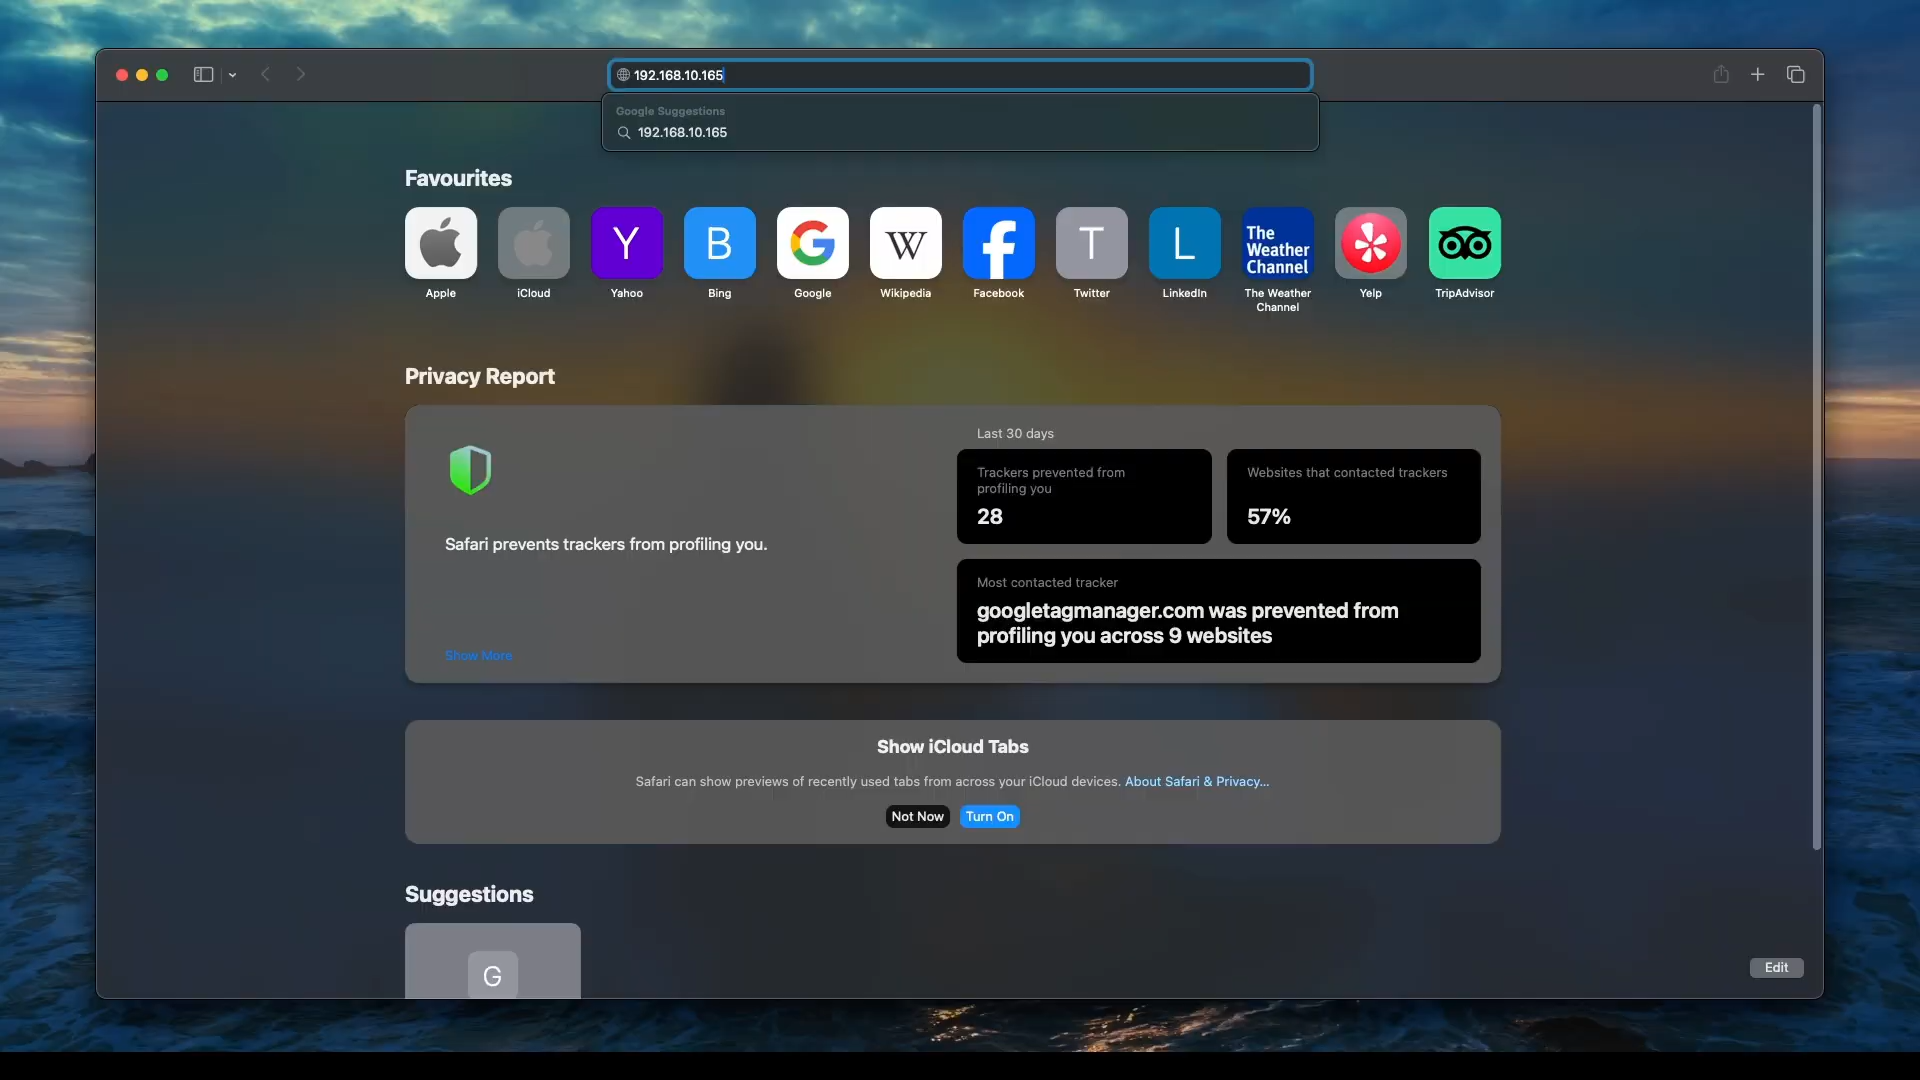 192.168.10.165
Google Suggestions
192.168.10.165
Favourites
Y
B
W
T
L
The
Weather
Channel
Apple
iCloud
Yahoo
Bing
Google
Wikipedia
Facebook
Twitter
LinkedIn
The Weather
Channel
Yelp
TripAdvisor
Privacy Report
Last 30 days
Trackers prevented from
profiling you
28
Websites that contacted trackers
57%
Safari prevents trackers from profiling you.
Most contacted tracker
googletagmanager.com was prevented from
profiling you across 9 websites
Show More
Show iCloud Tabs
Safari can show previews of recently used tabs from across your iCloud devices. About Safari & Privacy...
Not Now
Turn On
Suggestions
G
Edit